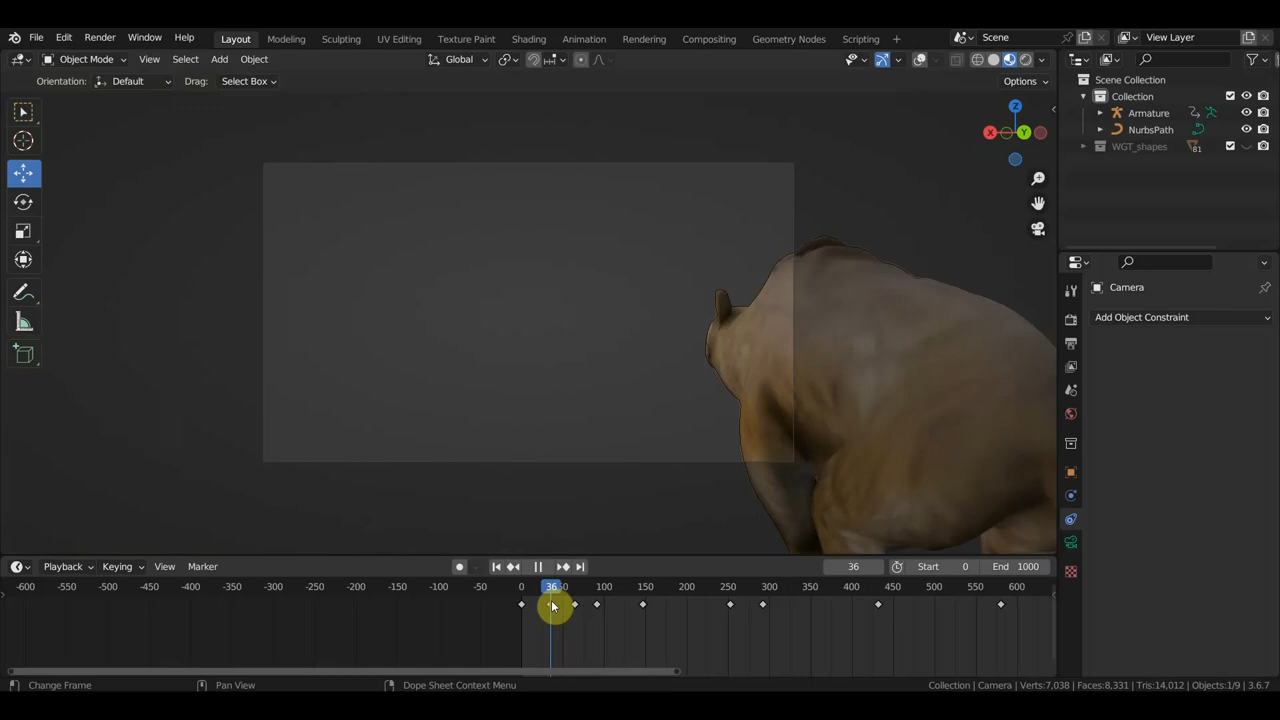 File Edit Render Window Help Layout Modeling Sculpting UV Editing Texture Paint Shading Animation Rendering Compositing Geometry Nodes Scripting + Scene View Layer
Object Mode View Select Add Object Global
Orientation: Default Drag: Select Box Options
Scene Collection
Collection
Armature
NurbsPath
WGT_shapes 81
Z
X Y
Camera
Add Object Constraint
Playback Keying View Marker 36 Start 0 End 1000
-600 -550 -500 -450 -400 -350 -300 -250 -200 -150 -100 -50 0 36 50 100 150 200 250 300 350 400 450 500 550 600
Change Frame Pan View Dope Sheet Context Menu Collection | Camera | Verts:7,038 | Faces:8,331 | Tris:14,012 | Objects:1/9 | 3.6.7